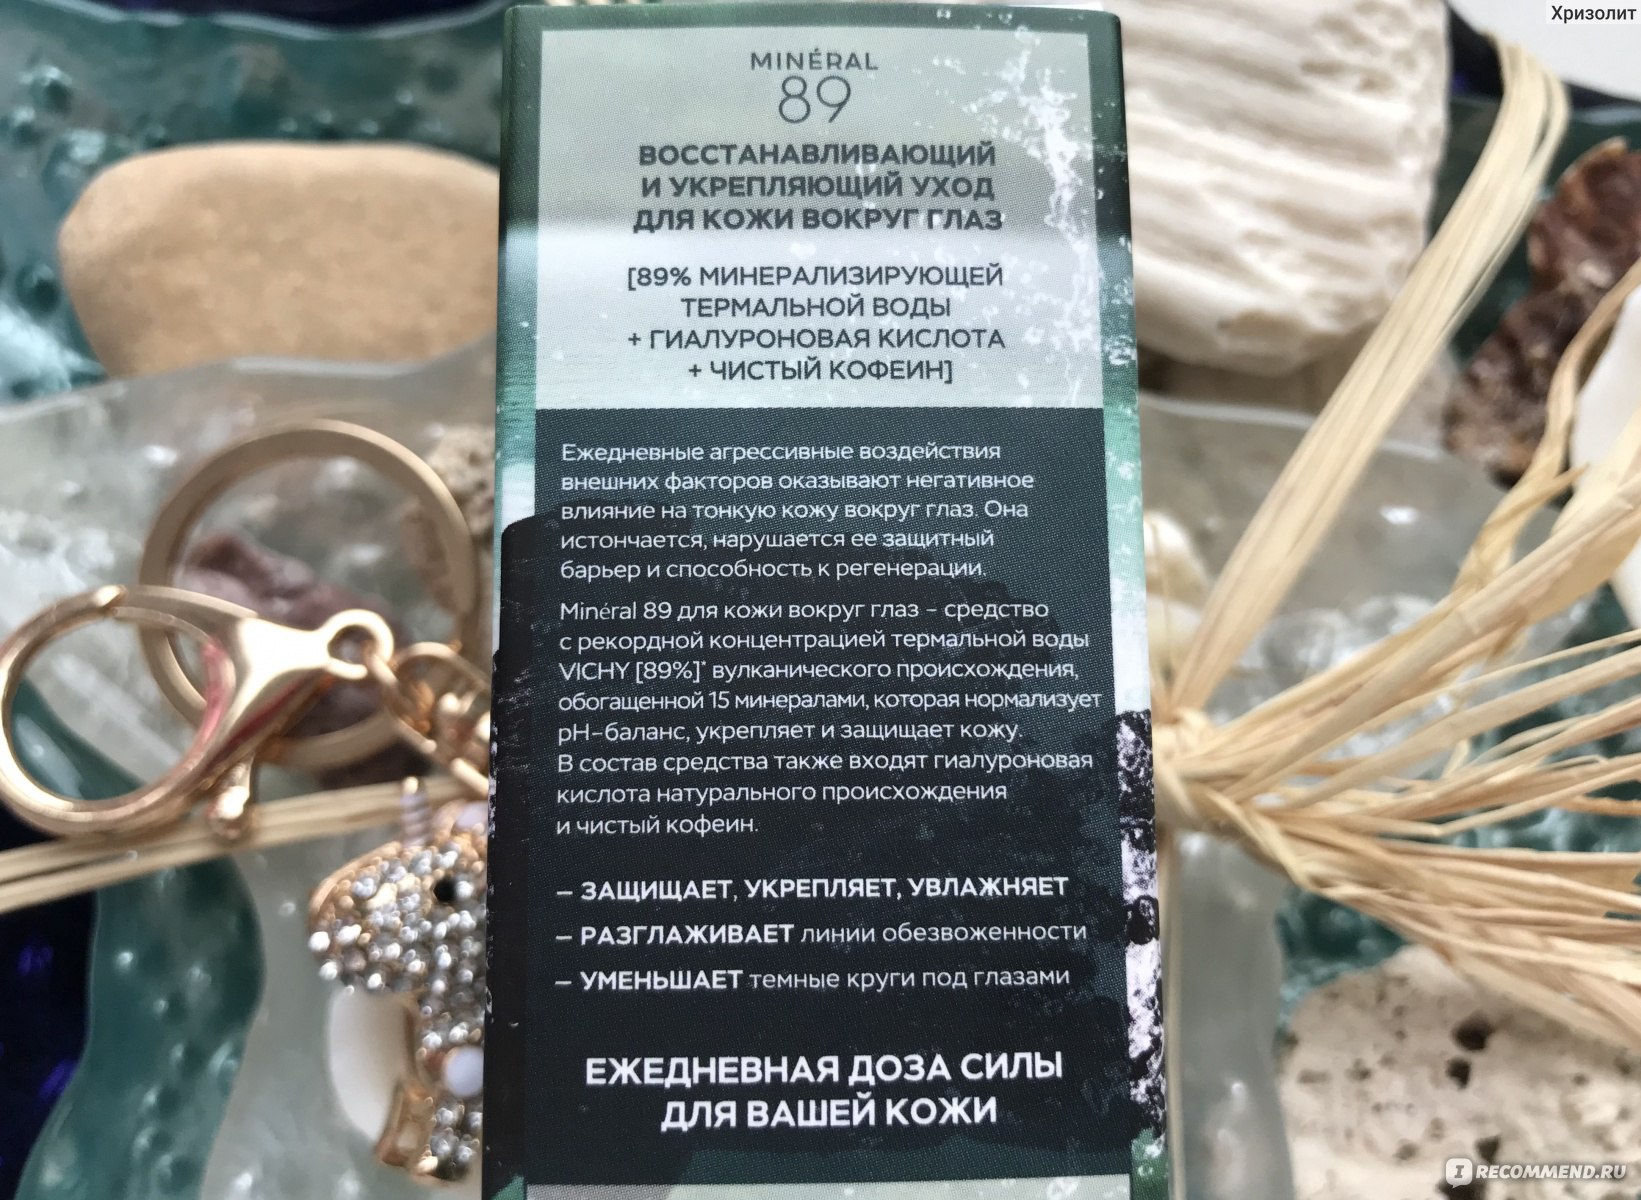 Хризолит
MINÉRAL
89
ВОССТАНАВЛИВАЮЩИЙ
И УКРЕПЛЯЮЩИЙ УХОД
ДЛЯ КОЖИ ВОКРУГ ГЛАЗ
[89% МИНЕРАЛИЗИРУЮЩЕЙ
ТЕРМАЛЬНОЙ ВОДЫ
+ ГИАЛУРОНОВАЯ КИСЛОТА
+ ЧИСТЫЙ КОФЕИН]
Ежедневные агрессивные воздействия
внешних факторов оказывают негативное
влияние на тонкую кожу вокруг глаз. Она
истончается, нарушается ее защитный
барьер и способность к регенерации.
Minéral 89 для кожи вокруг глаз – средство
с рекордной концентрацией термальной воды
VICHY [89%]* вулканического происхождения,
обогащенной 15 минералами, которая нормализует
pH-баланс, укрепляет и защищает кожу.
В состав средства также входят гиалуроновая
кислота натурального происхождения
и чистый кофеин.
– ЗАЩИЩАЕТ, УКРЕПЛЯЕТ, УВЛАЖНЯЕТ
– РАЗГЛАЖИВАЕТ линии обезвоженности
– УМЕНЬШАЕТ темные круги под глазами
ЕЖЕДНЕВНАЯ ДОЗА СИЛЫ
ДЛЯ ВАШЕЙ КОЖИ
IRECOMMEND.RU